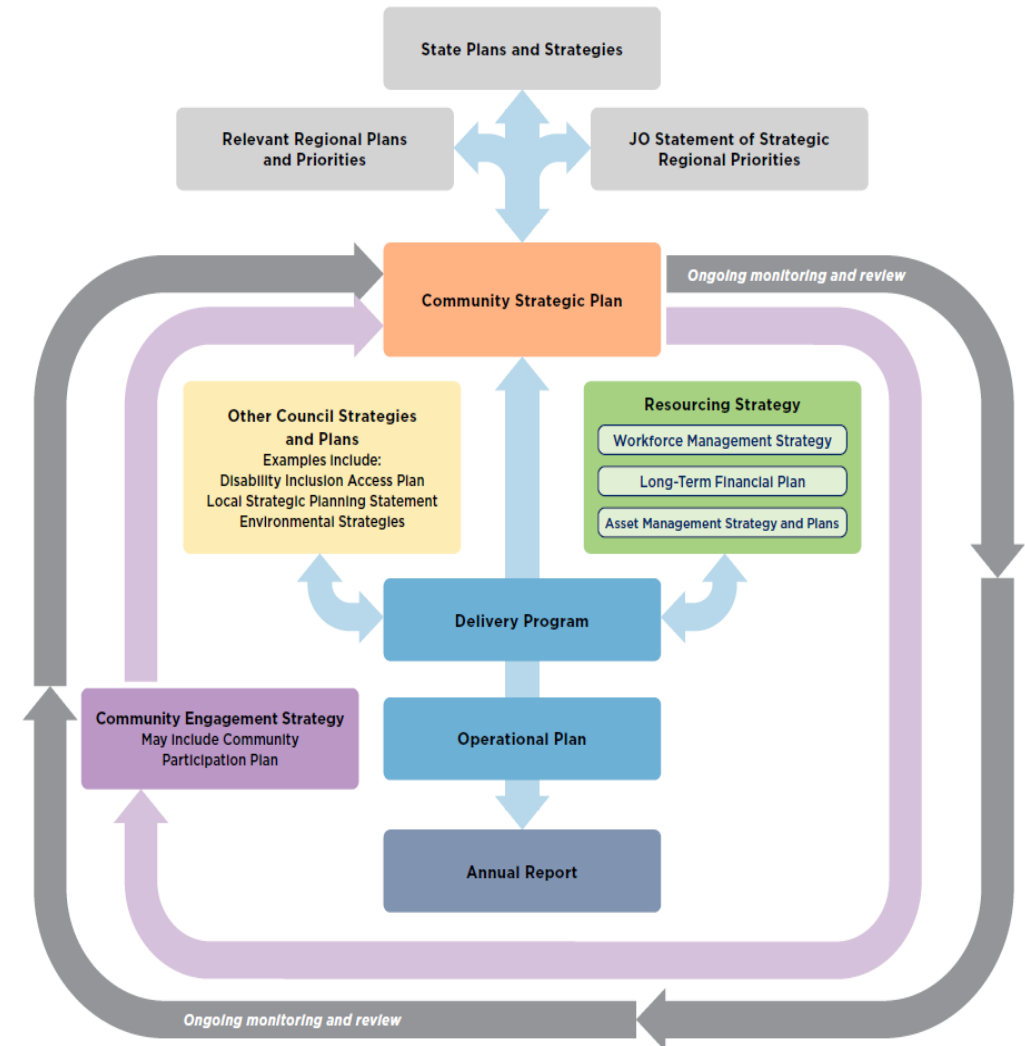 State Plans and Strategies
Relevant Regional Plans
and Priorities
JO Statement of Strategic
Regional Priorities
Community Strategic Plan
Ongoing monitoring and review
Other Council Strategies
and Plans
Examples include:
Disability Inclusion Access Plan
Local Strategic Planning Statement
Environmental Strategies
Resourcing Strategy
Workforce Management Strategy
Long-Term Financial Plan
Asset Management Strategy and Plans
Delivery Program
Community Engagement Strategy
May include Community
Participation Plan
Operational Plan
Annual Report
Ongoing monitoring and review